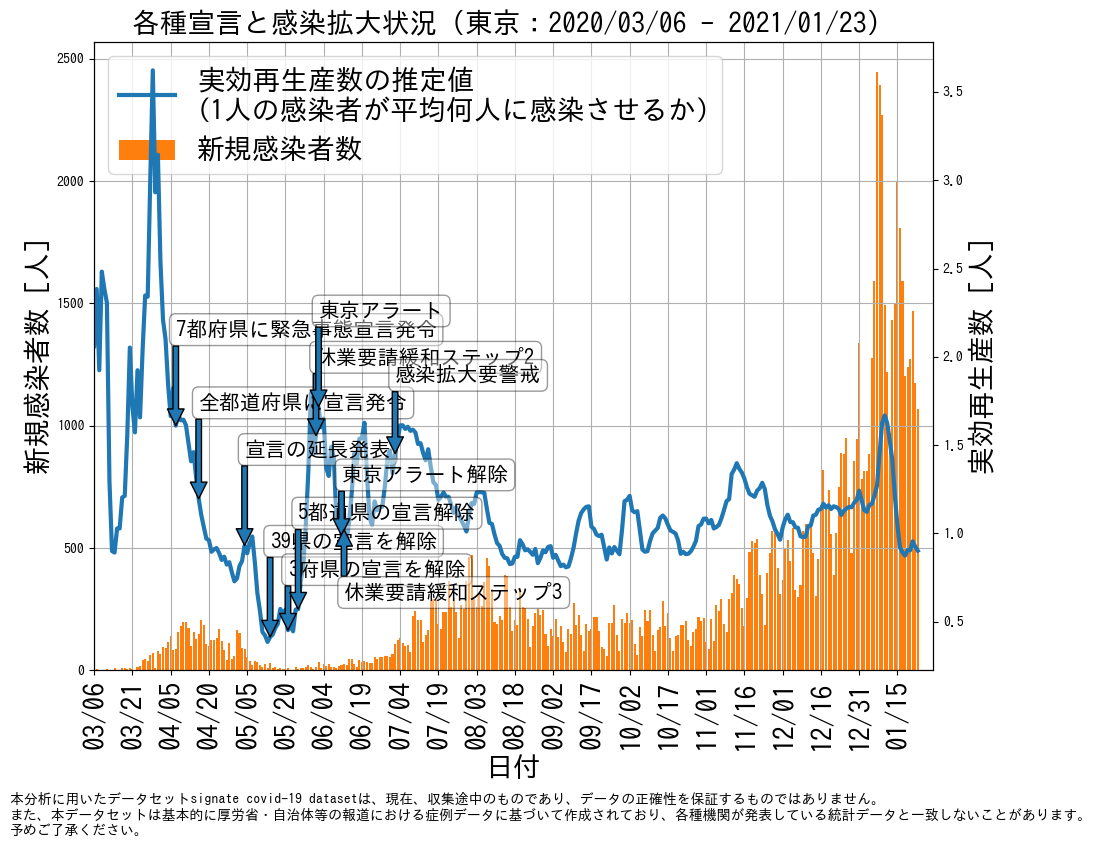 各種宣言と感染拡大状況（東京：2020/03/06 - 2021/01/23）
実効再生産数の推定値
(1人の感染者が平均何人に感染させるか)
新規感染者数
新規感染者数 [人]
2500
2000
1500
1000
500
0
実効再生産数 [人]
3.5
3.0
2.5
2.0
1.5
1.0
0.5
東京アラート
7都府県に緊急事態宣言発令
休業要請緩和ステップ2
感染拡大要警戒
全都道府県に宣言発令
宣言の延長発表
東京アラート解除
5都道県の宣言解除
39県の宣言を解除
3府県の宣言を解除
休業要請緩和ステップ3
03/06
03/21
04/05
04/20
05/05
05/20
06/04
06/19
07/04
07/19
08/03
08/18
09/02
09/17
10/02
10/17
11/01
11/16
12/01
12/16
12/31
01/15
日付
本分析に用いたデータセットsignate covid-19 datasetは、現在、収集途中のものであり、データの正確性を保証するものではありません。
また、本データセットは基本的に厚労省・自治体等の報道における症例データに基づいて作成されており、各種機関が発表している統計データと一致しないことがあります。
予めご了承ください。